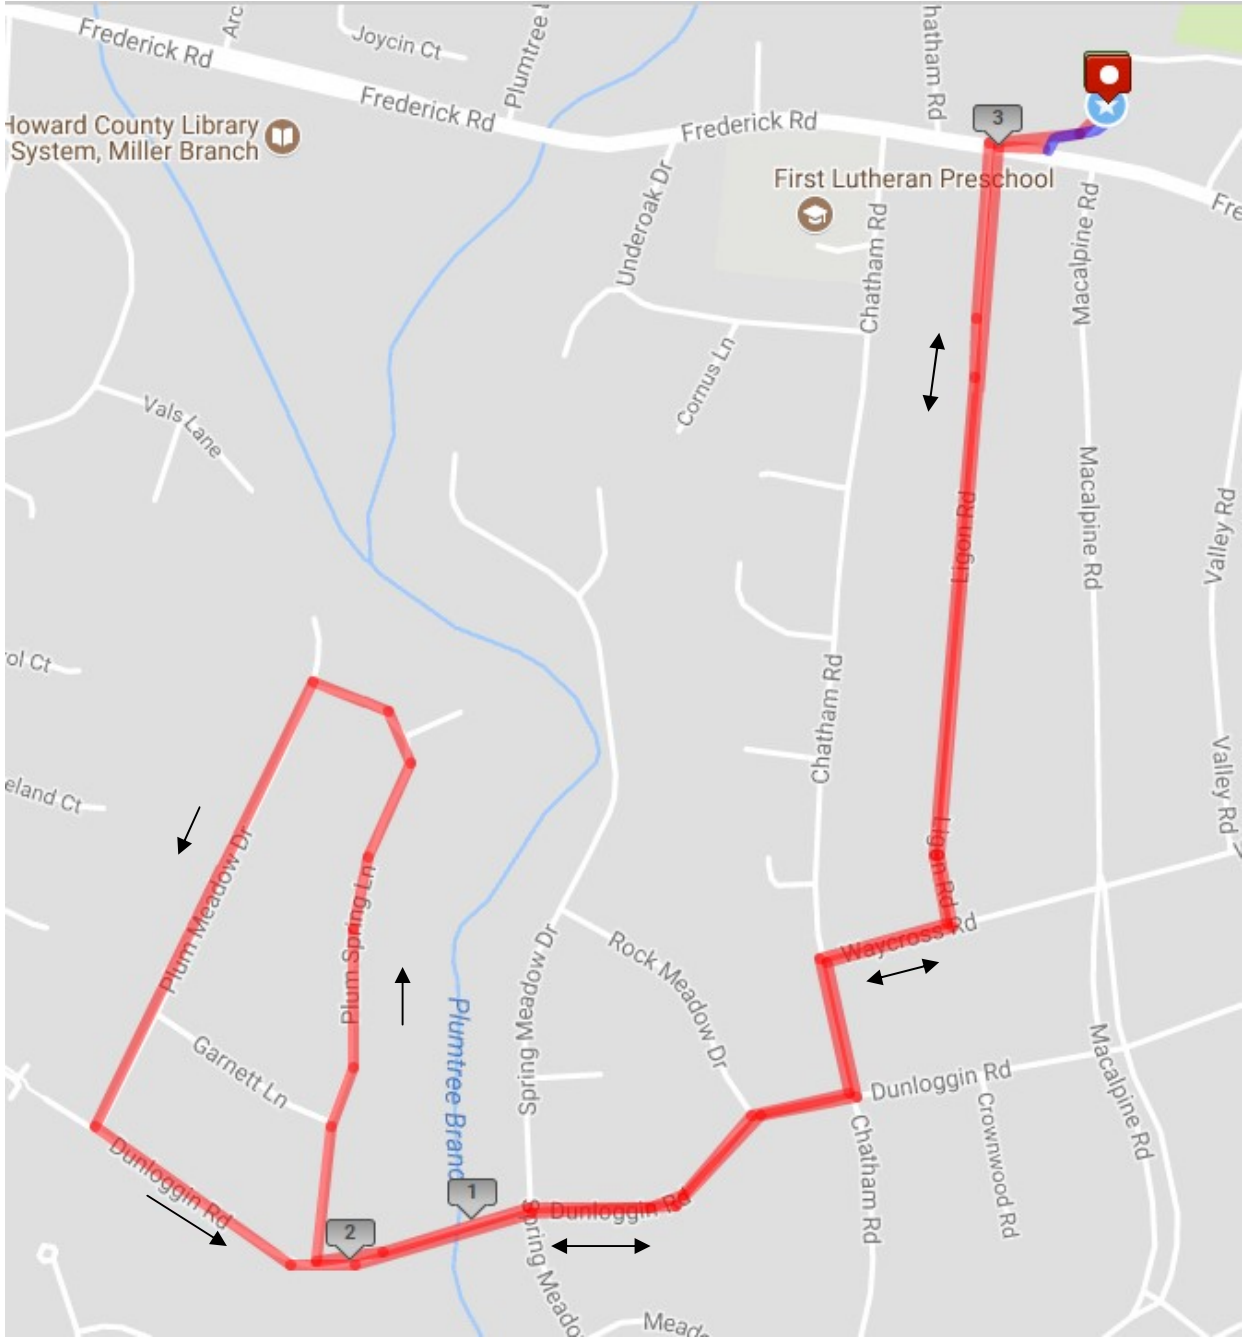 Frederick Rd
Arc
Joycin Ct
Plumtree
hatham Rd
3
Frederick Rd
Frederick Rd
Howard County Library
System, Miller Branch
First Lutheran Preschool
Fre
Underoak Dr
Chatham Rd
Macalpine Rd
Cornus Ln
Vals Lane
Ligon Rd
Macalpine Rd
Valley Rd
rol Ct
Chatham Rd
Valley Rd
eland Ct
Ligon Rd
Plum Meadow Dr
Plum Spring Ln
Waycross Rd
Spring Meadow Dr
Rock Meadow Dr
Plumtree Branc
Garnett Ln
Dunloggin Rd
Macalpine Rd
Crownwood Rd
Chatham Rd
Dunloggin Rd
1
Dunloggin Rd
2
Spring Meado
Mead